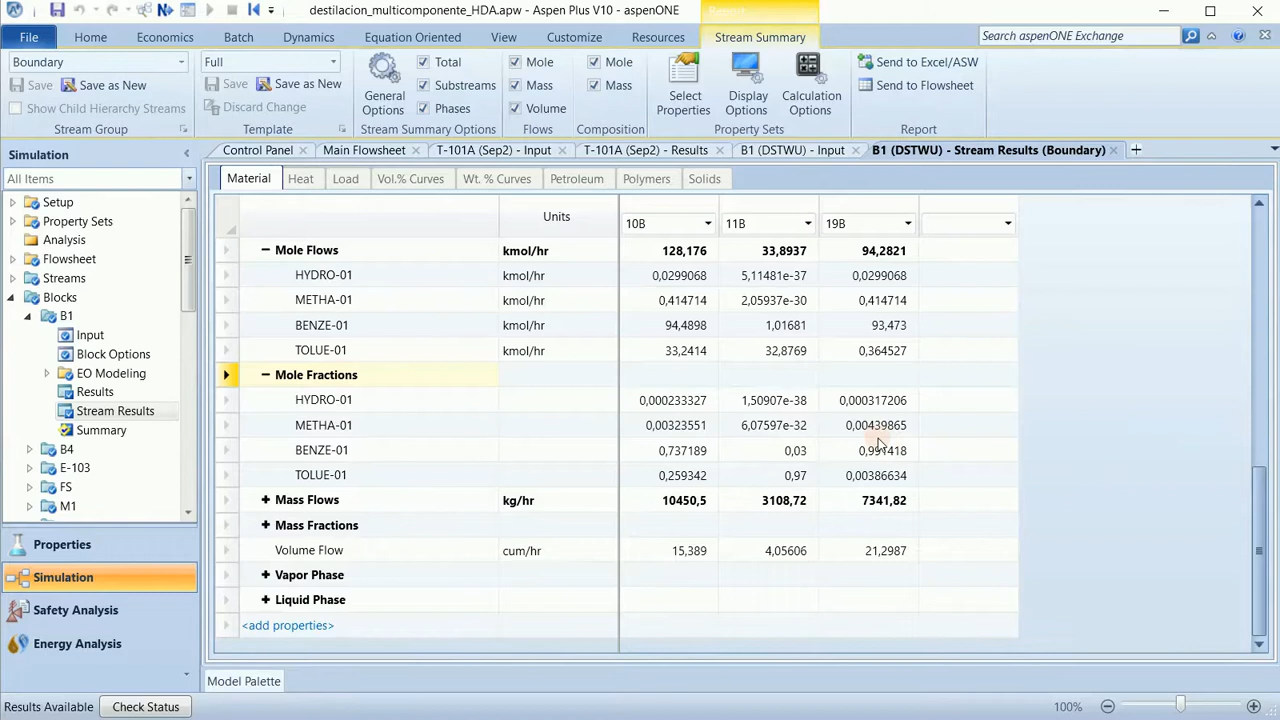 destilacion_multicomponente_HDA.apw - Aspen Plus V10 - aspenONE
File Home Economics Batch Dynamics Equation Oriented View Customize Resources Stream Summary Search aspenONE Exchange
Boundary Full Total Mole Mole Send to Excel/ASW
Save Save as New Save Save as New Substreams Mass Mass Send to Flowsheet
Show Child Hierarchy Streams Discard Change General Options Phases Volume Select Properties Display Options Calculation Options
Stream Group Template Stream Summary Options Flows Composition Property Sets Report
Simulation Control Panel Main Flowsheet T-101A (Sep2) - Input T-101A (Sep2) - Results B1 (DSTWU) - Input B1 (DSTWU) - Stream Results (Boundary)
All Items
Setup
Property Sets
Analysis
Flowsheet
Streams
Blocks
B1
Input
Block Options
EO Modeling
Results
Stream Results
Summary
B4
E-103
FS
M1
Properties
Simulation
Safety Analysis
Energy Analysis
Material Heat Load Vol.% Curves Wt. % Curves Petroleum Polymers Solids
Units 10B 11B 19B
Mole Flows kmol/hr 128,176 33,8937 94,2821
HYDRO-01 kmol/hr 0,0299068 5,11481e-37 0,0299068
METHA-01 kmol/hr 0,414714 2,05937e-30 0,414714
BENZE-01 kmol/hr 94,4898 1,01681 93,473
TOLUE-01 kmol/hr 33,2414 32,8769 0,364527
Mole Fractions
HYDRO-01 0,000233327 1,50907e-38 0,000317206
METHA-01 0,00323551 6,07597e-32 0,00439865
BENZE-01 0,737189 0,03 0,991418
TOLUE-01 0,259342 0,97 0,00386634
Mass Flows kg/hr 10450,5 3108,72 7341,82
Mass Fractions
Volume Flow cum/hr 15,389 4,05606 21,2987
Vapor Phase
Liquid Phase
<add properties>
Model Palette
Results Available Check Status 100%